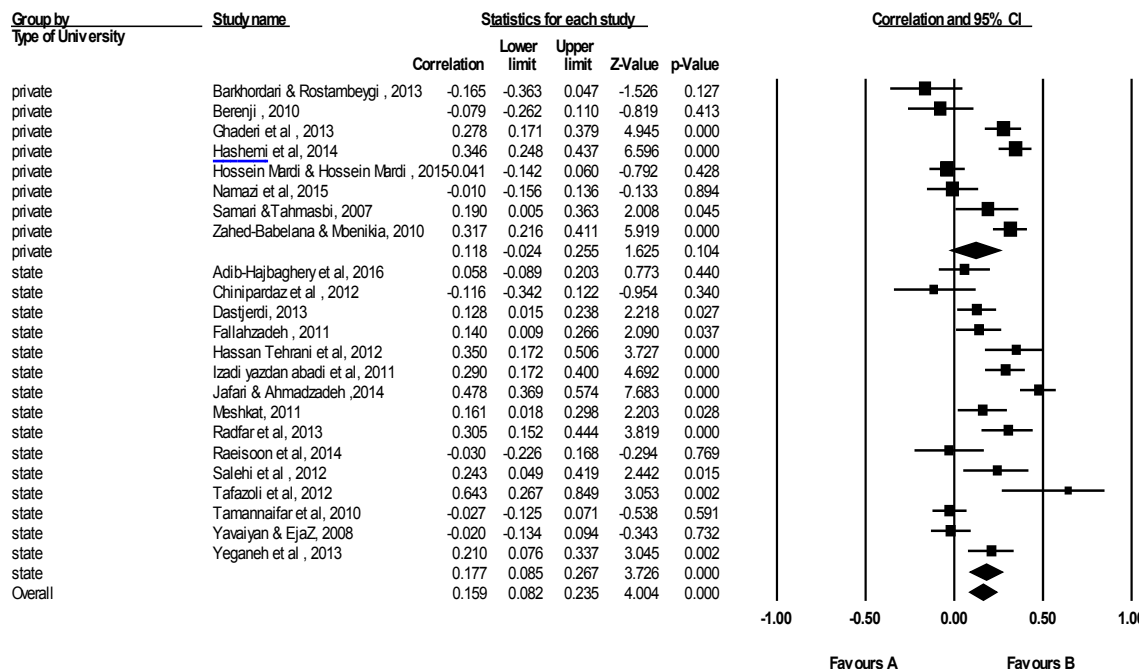 Group by Study name Statistics for each study Correlation and 95% CI
Type of University
Lower Upper
Correlation limit limit Z-Value p-Value
private Barkhordari & Rostambeygi , 2013 -0.165 -0.363 0.047 -1.526 0.127
private Berenji , 2010 -0.079 -0.262 0.110 -0.819 0.413
private Ghaderi et al , 2013 0.278 0.171 0.379 4.945 0.000
private Hashemi et al, 2014 0.346 0.248 0.437 6.596 0.000
private Hossein Mardi & Hossein Mardi , 2015 -0.041 -0.142 0.060 -0.792 0.428
private Namazi et al, 2015 -0.010 -0.156 0.136 -0.133 0.894
private Samari &Tahmasbi, 2007 0.190 0.005 0.363 2.008 0.045
private Zahed-Babelana & Moenikia, 2010 0.317 0.216 0.411 5.919 0.000
private 0.118 -0.024 0.255 1.625 0.104
state Adib-Hajbaghery et al, 2016 0.058 -0.089 0.203 0.773 0.440
state Chinipardaz et al , 2012 -0.116 -0.342 0.122 -0.954 0.340
state Dastjerdi, 2013 0.128 0.015 0.238 2.218 0.027
state Fallahzadeh , 2011 0.140 0.009 0.266 2.090 0.037
state Hassan Tehrani et al, 2012 0.350 0.172 0.506 3.727 0.000
state Izadi yazdan abadi et al, 2011 0.290 0.172 0.400 4.692 0.000
state Jafari & Ahmadzadeh ,2014 0.478 0.369 0.574 7.683 0.000
state Meshkat, 2011 0.161 0.018 0.298 2.203 0.028
state Radfar et al, 2013 0.305 0.152 0.444 3.819 0.000
state Raeisoon et al, 2014 -0.030 -0.226 0.168 -0.294 0.769
state Salehi et al, 2012 0.243 0.049 0.419 2.442 0.015
state Tafazoli et al, 2012 0.643 0.267 0.849 3.053 0.002
state Tamannaifar et al, 2010 -0.027 -0.125 0.071 -0.538 0.591
state Yavaiyan & EjaZ, 2008 -0.020 -0.134 0.094 -0.343 0.732
state Yeganeh et al , 2013 0.210 0.076 0.337 3.045 0.002
state 0.177 0.085 0.267 3.726 0.000
Overall 0.159 0.082 0.235 4.004 0.000
-1.00 -0.50 0.00 0.50 1.00
Favours A Favours B